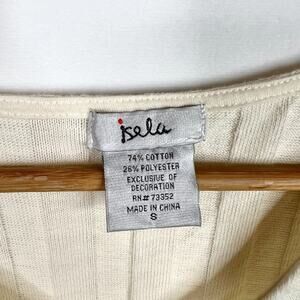 isela
74% COTTON
26% POLYESTER
EXCLUSIVE OF
DECORATION
RN# 73352
MADE IN CHINA
S